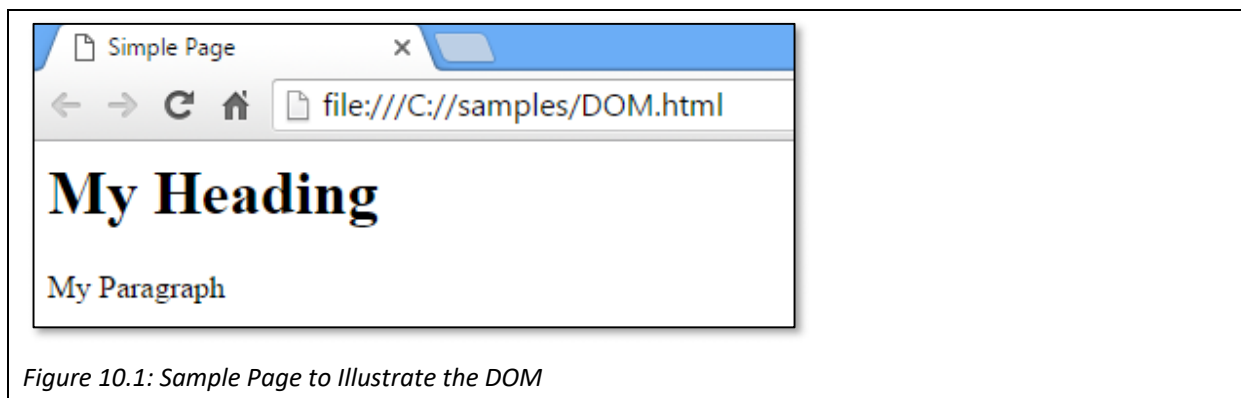 Simple Page
file:///C://samples/DOM.html
My Heading
My Paragraph
Figure 10.1: Sample Page to Illustrate the DOM